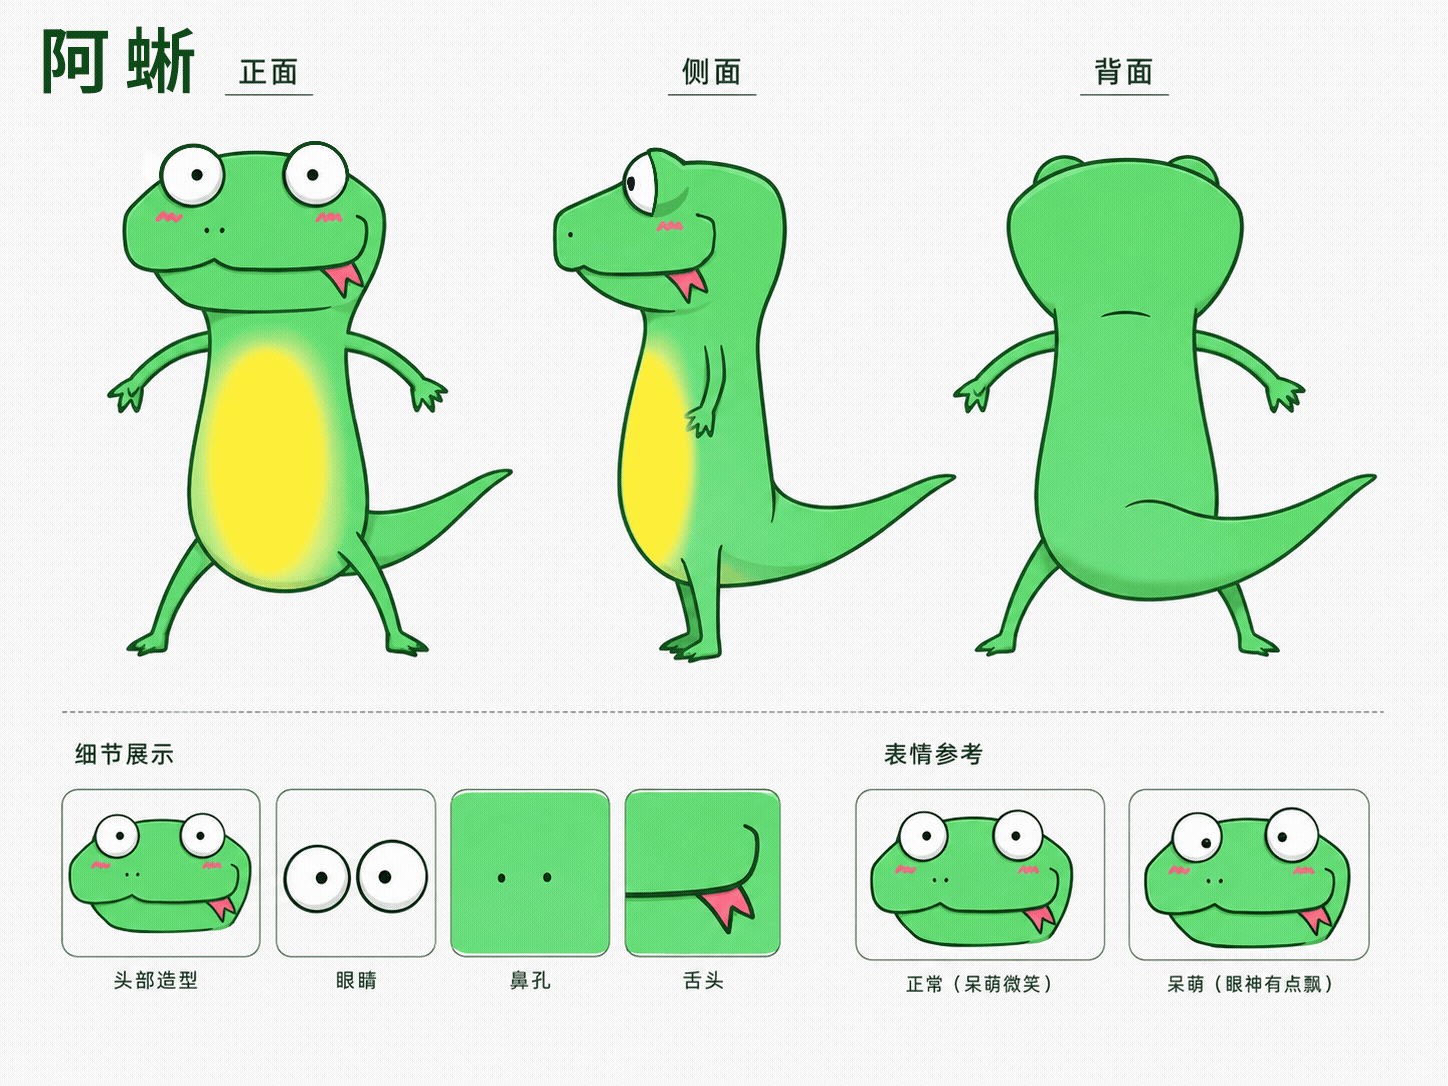 阿蜥
正面
侧面
背面
细节展示
表情参考
头部造型
眼睛
鼻孔
舌头
正常（呆萌微笑）
呆萌（眼神有点飘）